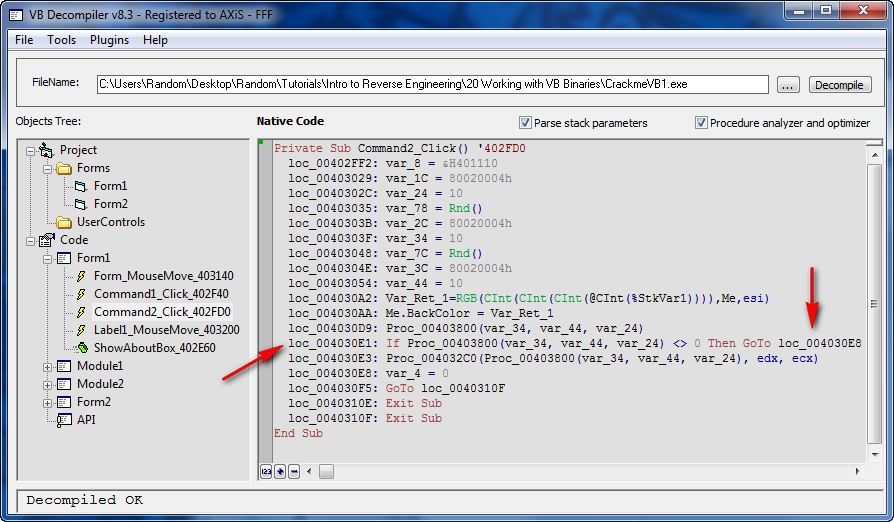 VB Decompiler v8.3 - Registered to AXiS - FFF
File Tools Plugins Help
FileName: C:\Users\Random\Desktop\Random\Tutorials\Intro to Reverse Engineering\20 Working with VB Binaries\CrackmeVB1.exe ... Decompile
Objects Tree: Native Code Parse stack parameters Procedure analyzer and optimizer
Project
Forms
Form1
Form2
UserControls
Code
Form1
Form_MouseMove_403140
Command1_Click_402F40
Command2_Click_402FD0
Label1_MouseMove_403200
ShowAboutBox_402E60
Module1
Module2
Form2
API
Private Sub Command2_Click() '402FD0
loc_00402FF2: var_8 = &H401110
loc_00403029: var_1C = 80020004h
loc_0040302C: var_24 = 10
loc_00403035: var_78 = Rnd()
loc_0040303B: var_2C = 80020004h
loc_0040303F: var_34 = 10
loc_00403048: var_7C = Rnd()
loc_0040304E: var_3C = 80020004h
loc_00403054: var_44 = 10
loc_004030A2: Var_Ret_1=RGB(CInt(CInt(CInt(@CInt(%StkVar1)))),Me,esi)
loc_004030AA: Me.BackColor = Var_Ret_1
loc_004030D9: Proc_00403800(var_34, var_44, var_24)
loc_004030E1: If Proc_00403800(var_34, var_44, var_24) <> 0 Then GoTo loc_004030E8
loc_004030E3: Proc_004032C0(Proc_00403800(var_34, var_44, var_24), edx, ecx)
loc_004030E8: var_4 = 0
loc_004030F5: GoTo loc_0040310F
loc_0040310E: Exit Sub
loc_0040310F: Exit Sub
End Sub
123
Decompiled OK